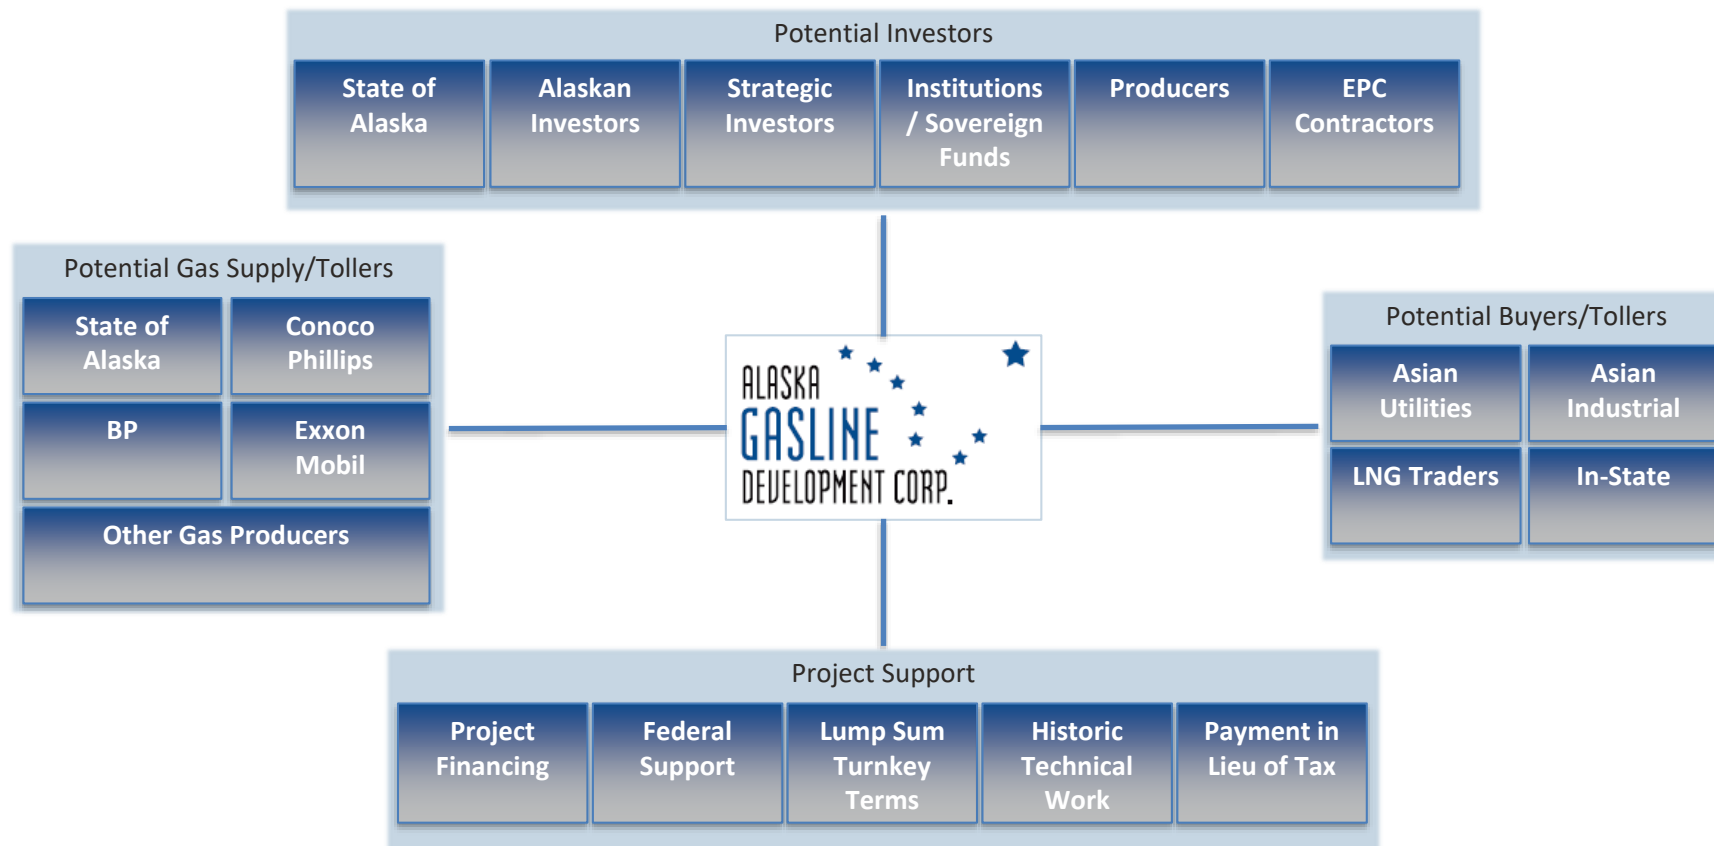 Potential Investors
State of
Alaska
Alaskan
Investors
Strategic
Investors
Institutions
/ Sovereign
Funds
Producers
EPC
Contractors
Potential Gas Supply/Tollers
State of
Alaska
Conoco
Phillips
BP
Exxon
Mobil
Other Gas Producers
ALASKA
GASLINE
DEVELOPMENT CORP.
Potential Buyers/Tollers
Asian
Utilities
Asian
Industrial
LNG Traders
In-State
Project Support
Project
Financing
Federal
Support
Lump Sum
Turnkey
Terms
Historic
Technical
Work
Payment in
Lieu of Tax